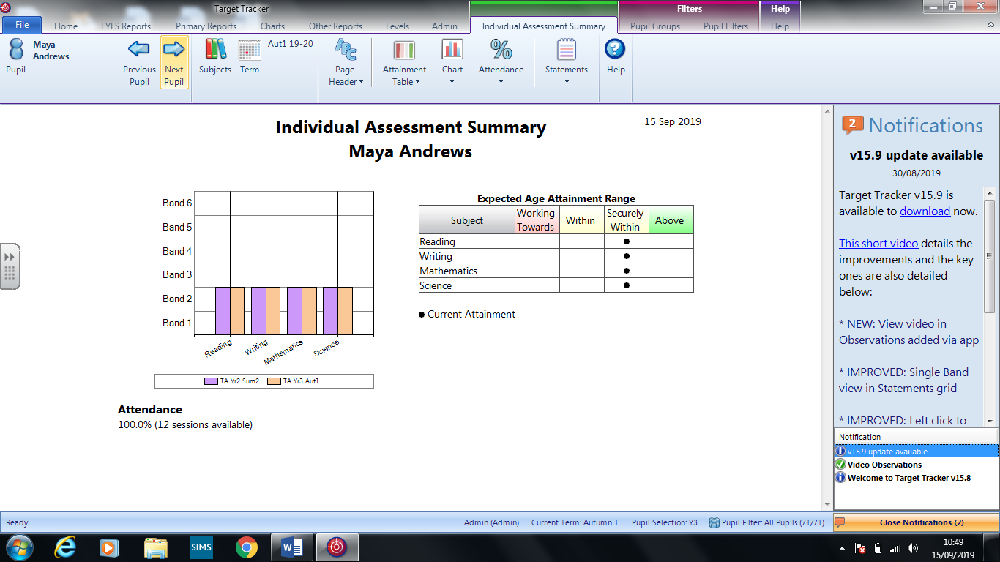 Target Tracker
Filters
Help
File
Home
EYFS Reports
Primary Reports
Charts
Other Reports
Levels
Admin
Individual Assessment Summary
Pupil Groups
Pupil Filters
Help
Maya
Andrews
Pupil
Previous
Pupil
Next
Pupil
Subjects
Term
Aut1 19-20
Page
Header
Attainment
Table
Chart
Attendance
Statements
Help
Individual Assessment Summary
15 Sep 2019
Maya Andrews
Band 6
Band 5
Band 4
Band 3
Band 2
Band 1
Reading
Writing
Mathematics
Science
TA Yr2 Sum2
TA Yr3 Aut1
Expected Age Attainment Range
Subject
Working
Towards
Within
Securely
Within
Above
Reading
Writing
Mathematics
Science
● Current Attainment
Attendance
100.0% (12 sessions available)
2 Notifications
v15.9 update available
30/08/2019
Target Tracker v15.9 is
available to download now.
This short video details the
improvements and the key
ones are also detailed
below:
* NEW: View video in
Observations added via app
* IMPROVED: Single Band
view in Statements grid
* IMPROVED: Left click to
Notification
v15.9 update available
Video Observations
Welcome to Target Tracker v15.8
Ready
Admin (Admin)
Current Term: Autumn 1
Pupil Selection: Y3
Pupil Filter: All Pupils (71/71)
Close Notifications (2)
SIMS
10:49
15/09/2019